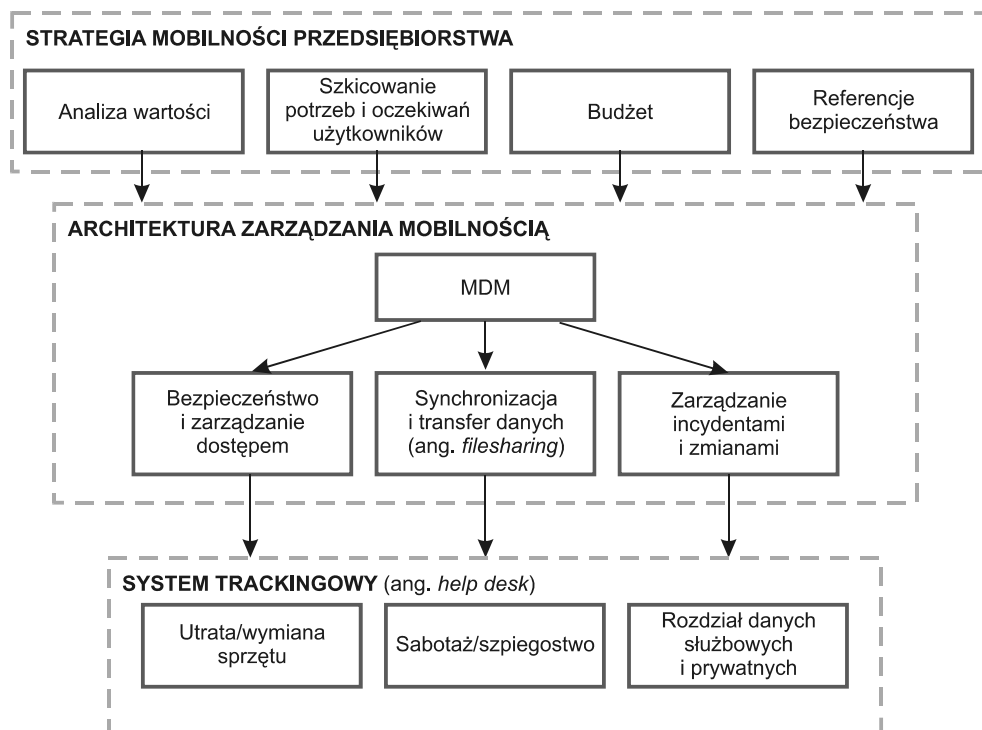 STRATEGIA MOBILNOŚCI PRZEDSIĘBIORSTWA
Analiza wartości
Szkicowanie
potrzeb i oczekiwań
użytkowników
Budżet
Referencje
bezpieczeństwa
ARCHITEKTURA ZARZĄDZANIA MOBILNOŚCIĄ
MDM
Bezpieczeństwo
i zarządzanie
dostępem
Synchronizacja
i transfer danych
(ang. filesharing)
Zarządzanie
incydentami
i zmianami
SYSTEM TRACKINGOWY (ang. help desk)
Utrata/wymiana
sprzętu
Sabotaż/szpiegostwo
Rozdział danych
służbowych
i prywatnych